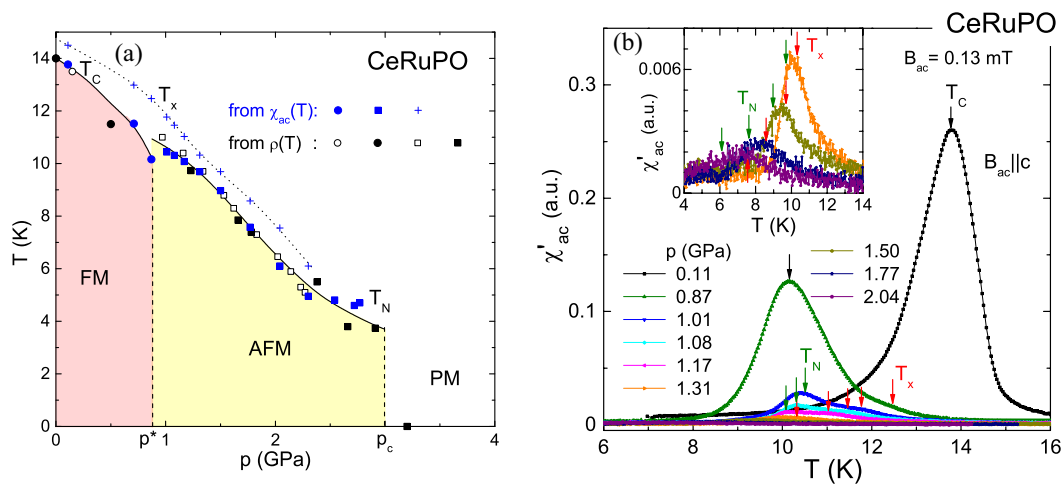 (a)
CeRuPO
T_C
T_x
from χ_ac(T):
from ρ(T) :
FM
AFM
PM
T_N
T (K)
14
12
10
8
6
4
2
0
0
p*
1
2
p_c
3
4
p (GPa)
CeRuPO
(b)
B_ac = 0.13 mT
T_C
B_ac||c
χ'_ac (a.u.)
0.3
0.2
0.1
0
0.006
0
χ'_ac (a.u.)
T_x
T_N
4
6
8
10
12
14
T (K)
p (GPa)
0.11
0.87
1.01
1.08
1.17
1.31
1.50
1.77
2.04
T_N
T_x
6
8
10
12
14
16
T (K)